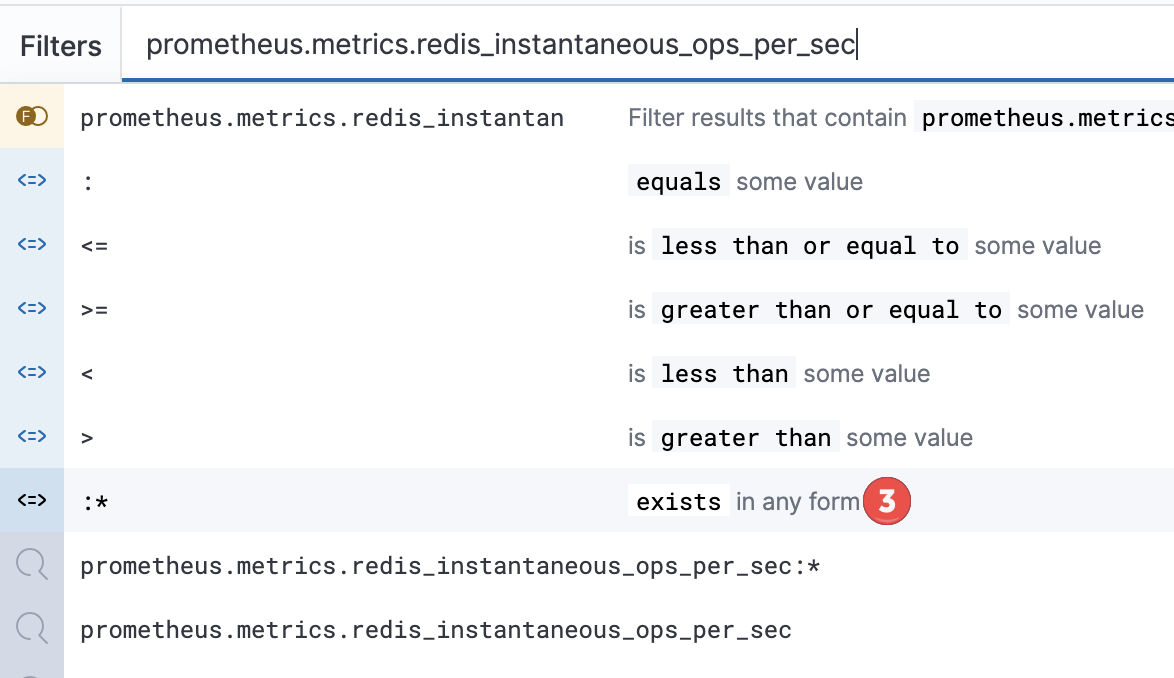 Filters prometheus.metrics.redis_instantaneous_ops_per_sec
F prometheus.metrics.redis_instantan Filter results that contain prometheus.metrics
<=> : equals some value
<=> <= is less than or equal to some value
<=> >= is greater than or equal to some value
<=> < is less than some value
<=> > is greater than some value
<=> :* exists in any form 3
prometheus.metrics.redis_instantaneous_ops_per_sec:*
prometheus.metrics.redis_instantaneous_ops_per_sec